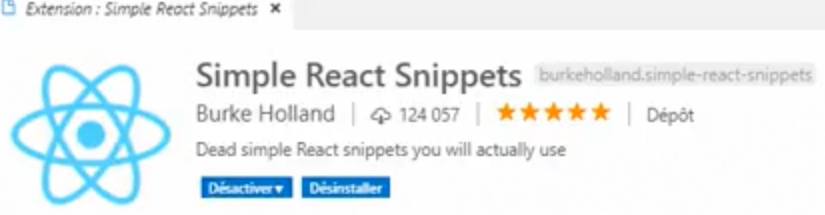 Extension : Simple React Snippets ×
Simple React Snippets burkeholland.simple-react-snippets
Burke Holland | 124 057 | ★★★★★ | Dépôt
Dead simple React snippets you will actually use
Désactiver▾ Désinstaller